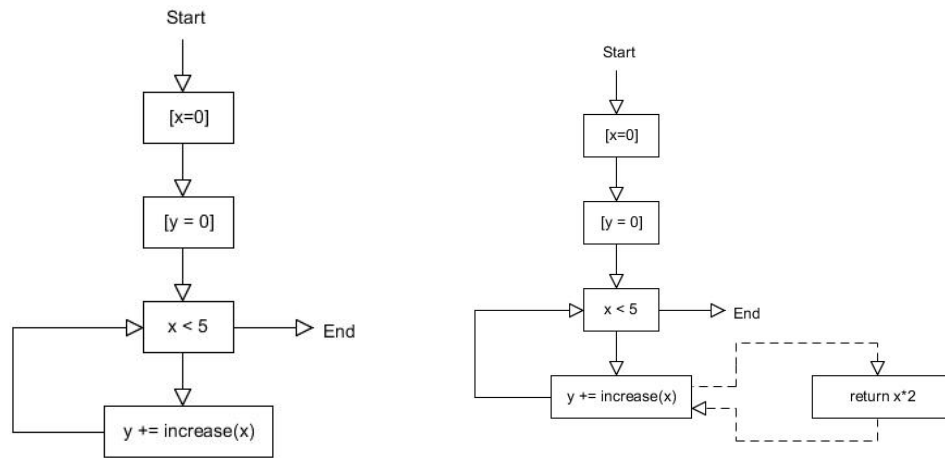 Start
[x=0]
[y = 0]
x < 5
End
y += increase(x)
Start
[x=0]
[y = 0]
x < 5
End
y += increase(x)
return x*2